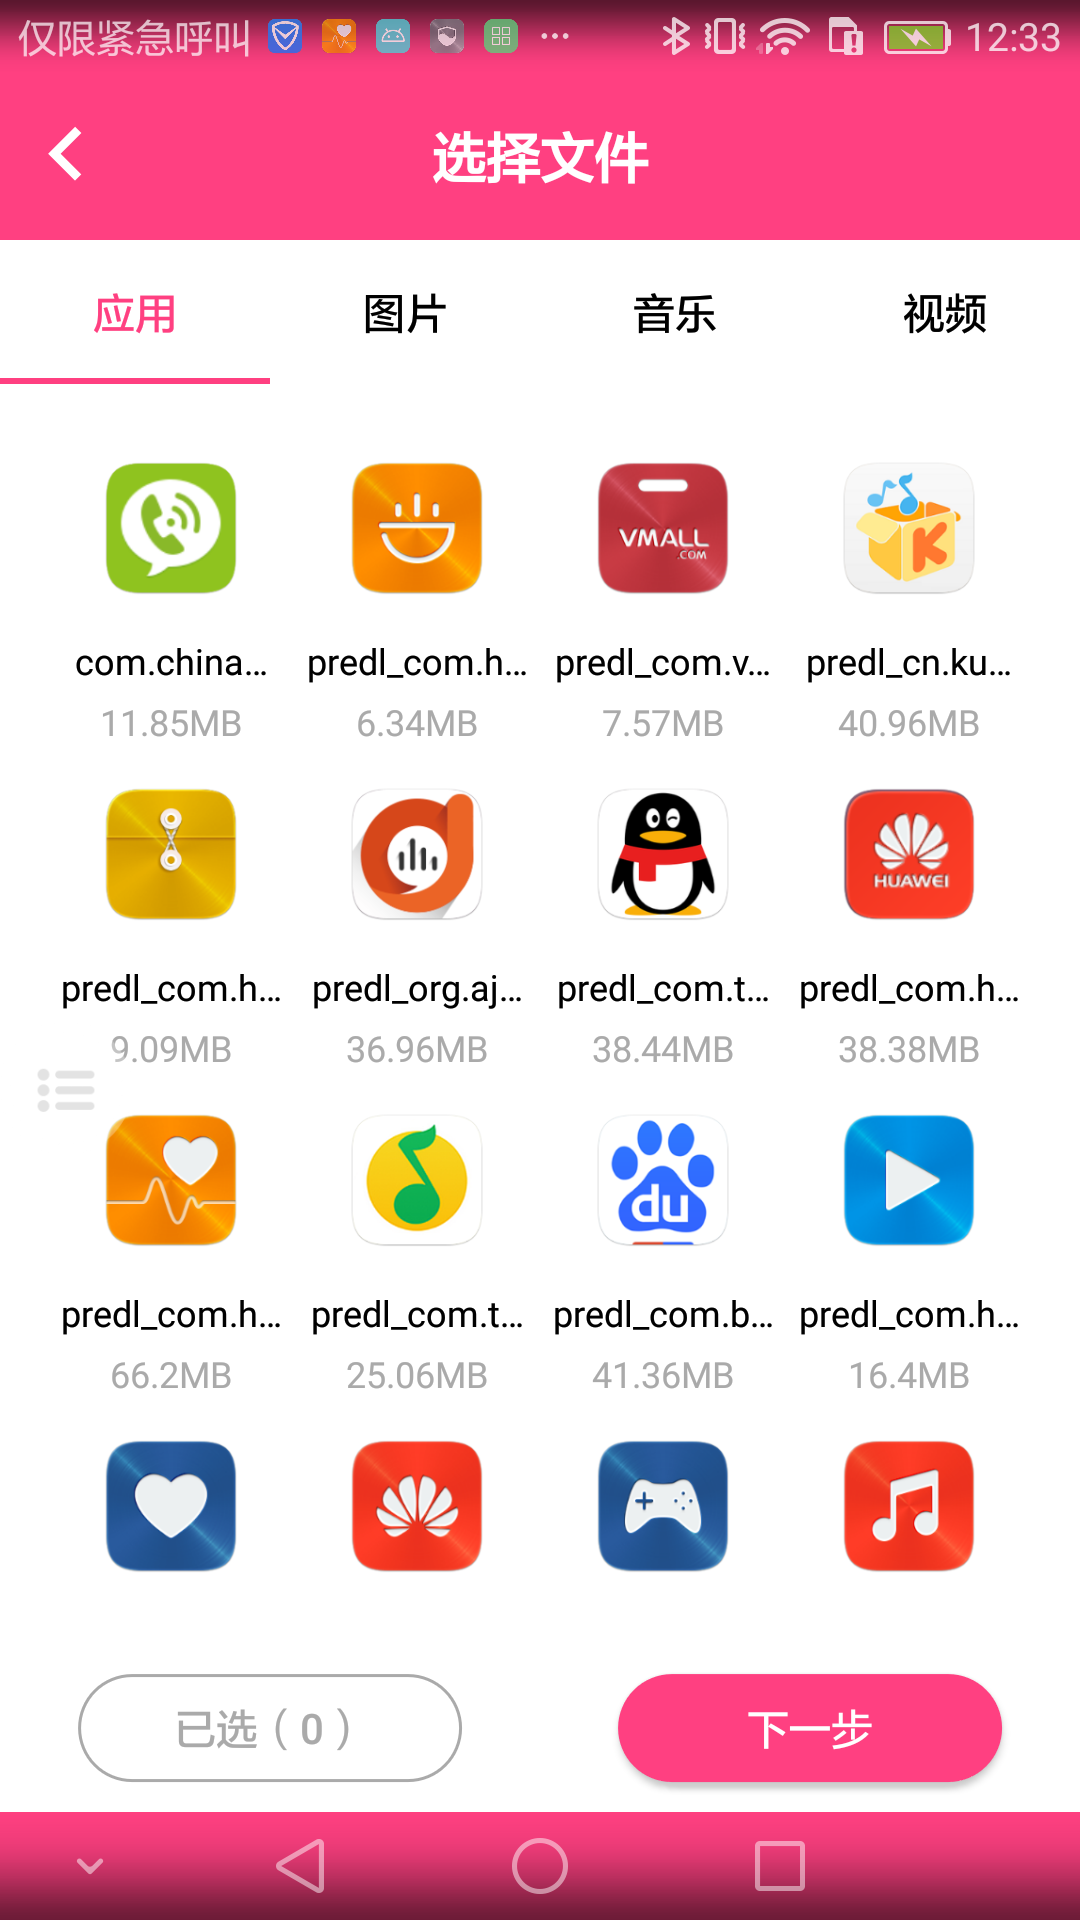 仅限紧急呼叫 ... 12:33
选择文件
应用 图片 音乐 视频
VMALL
.COM
K
com.china... predl_com.h... predl_com.v... predl_cn.ku...
11.85MB 6.34MB 7.57MB 40.96MB
HUAWEI
predl_com.h... predl_org.aj... predl_com.t... predl_com.h...
9.09MB 36.96MB 38.44MB 38.38MB
du
predl_com.h... predl_com.t... predl_com.b... predl_com.h...
66.2MB 25.06MB 41.36MB 16.4MB
已选（0） 下一步